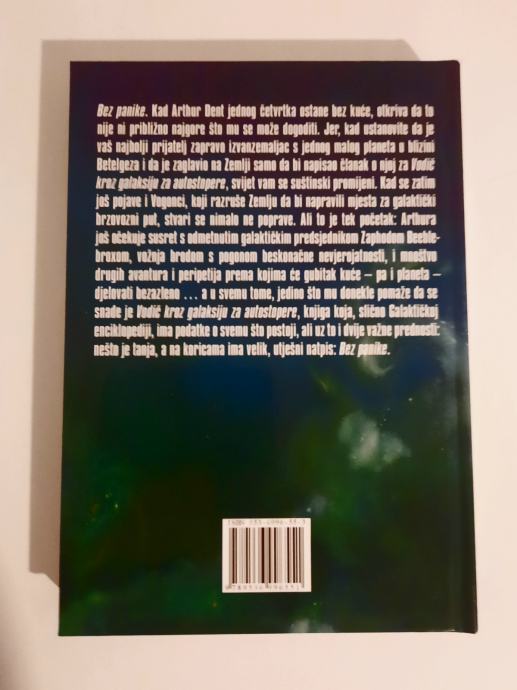 Bez panike. Kad Arthur Dent jednog četvrtka ostane bez kuće, otkriva da to
nije ni približno najgore što mu se može dogoditi. Jer, kad ustanovite da je
vaš najbolji prijatelj zapravo izvanzemaljac s jednog malog planeta u blizini
Betelgeza i da je zaglavio na Zemlji samo da bi napisao članak o njoj za Vodič
kroz galaksiju za autostopere, svijet vam se suštinski promijeni. Kad se zatim
još pojave i Vogonci, koji razruše Zemlju da bi napravili mjesta za galaktički
brzovozni put, stvari se nimalo ne poprave. Ali to je tek početak: Arthura
još očekuje susret s odmetnutim galaktičkim predsjednikom Zaphodom Beeble-
broxom, vožnja brodom s pogonom beskonačne nevjerojatnosti, i mnoštvo
drugih avantura i peripetija prema kojima će gubitak kuće – pa i planeta –
djelovati bezazleno ... a u svemu tome, jedino što mu donekle pomaže da se
snađe je Vodič kroz galaksiju za autostopere, knjiga koja, slično Galaktičkoj
enciklopediji, ima podatke o svemu što postoji, ali uz to i dvije važne prednosti:
nešto je tanja, a na koricama ima velik, utješni natpis: Bez panike.